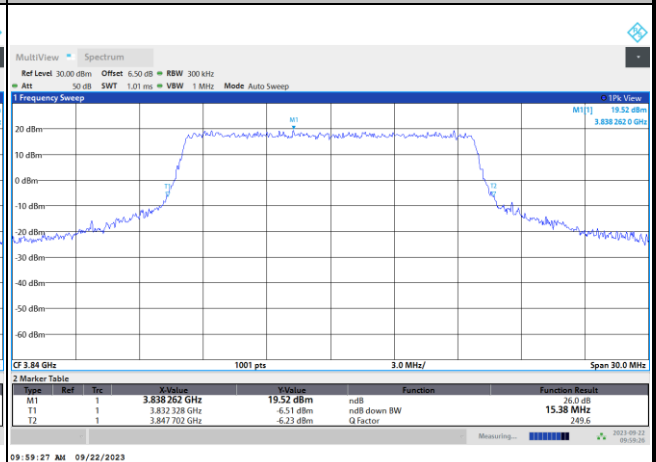 MultiView Spectrum
Ref Level 30.00 dBm Offset 6.50 dB RBW 300 kHz
Att 50 dB SWT 1.01 ms VBW 1 MHz Mode Auto Sweep
1 Frequency Sweep 1Pk View
M1[1] 19.52 dBm
3.838 262 0 GHz
M1
20 dBm
10 dBm
0 dBm
T1 T2
-10 dBm
-20 dBm
-30 dBm
-40 dBm
-50 dBm
-60 dBm
CF 3.84 GHz 1001 pts 3.0 MHz/ Span 30.0 MHz
2 Marker Table
Type Ref Trc X-Value Y-Value Function Function Result
M1 1 3.838 262 GHz 19.52 dBm ndB 26.0 dB
T1 1 3.832 328 GHz -6.51 dBm ndB down BW 15.38 MHz
T2 1 3.847 702 GHz -6.23 dBm Q Factor 249.6
Measuring... 2023-09-22
09:59:26
09:59:27 AM 09/22/2023